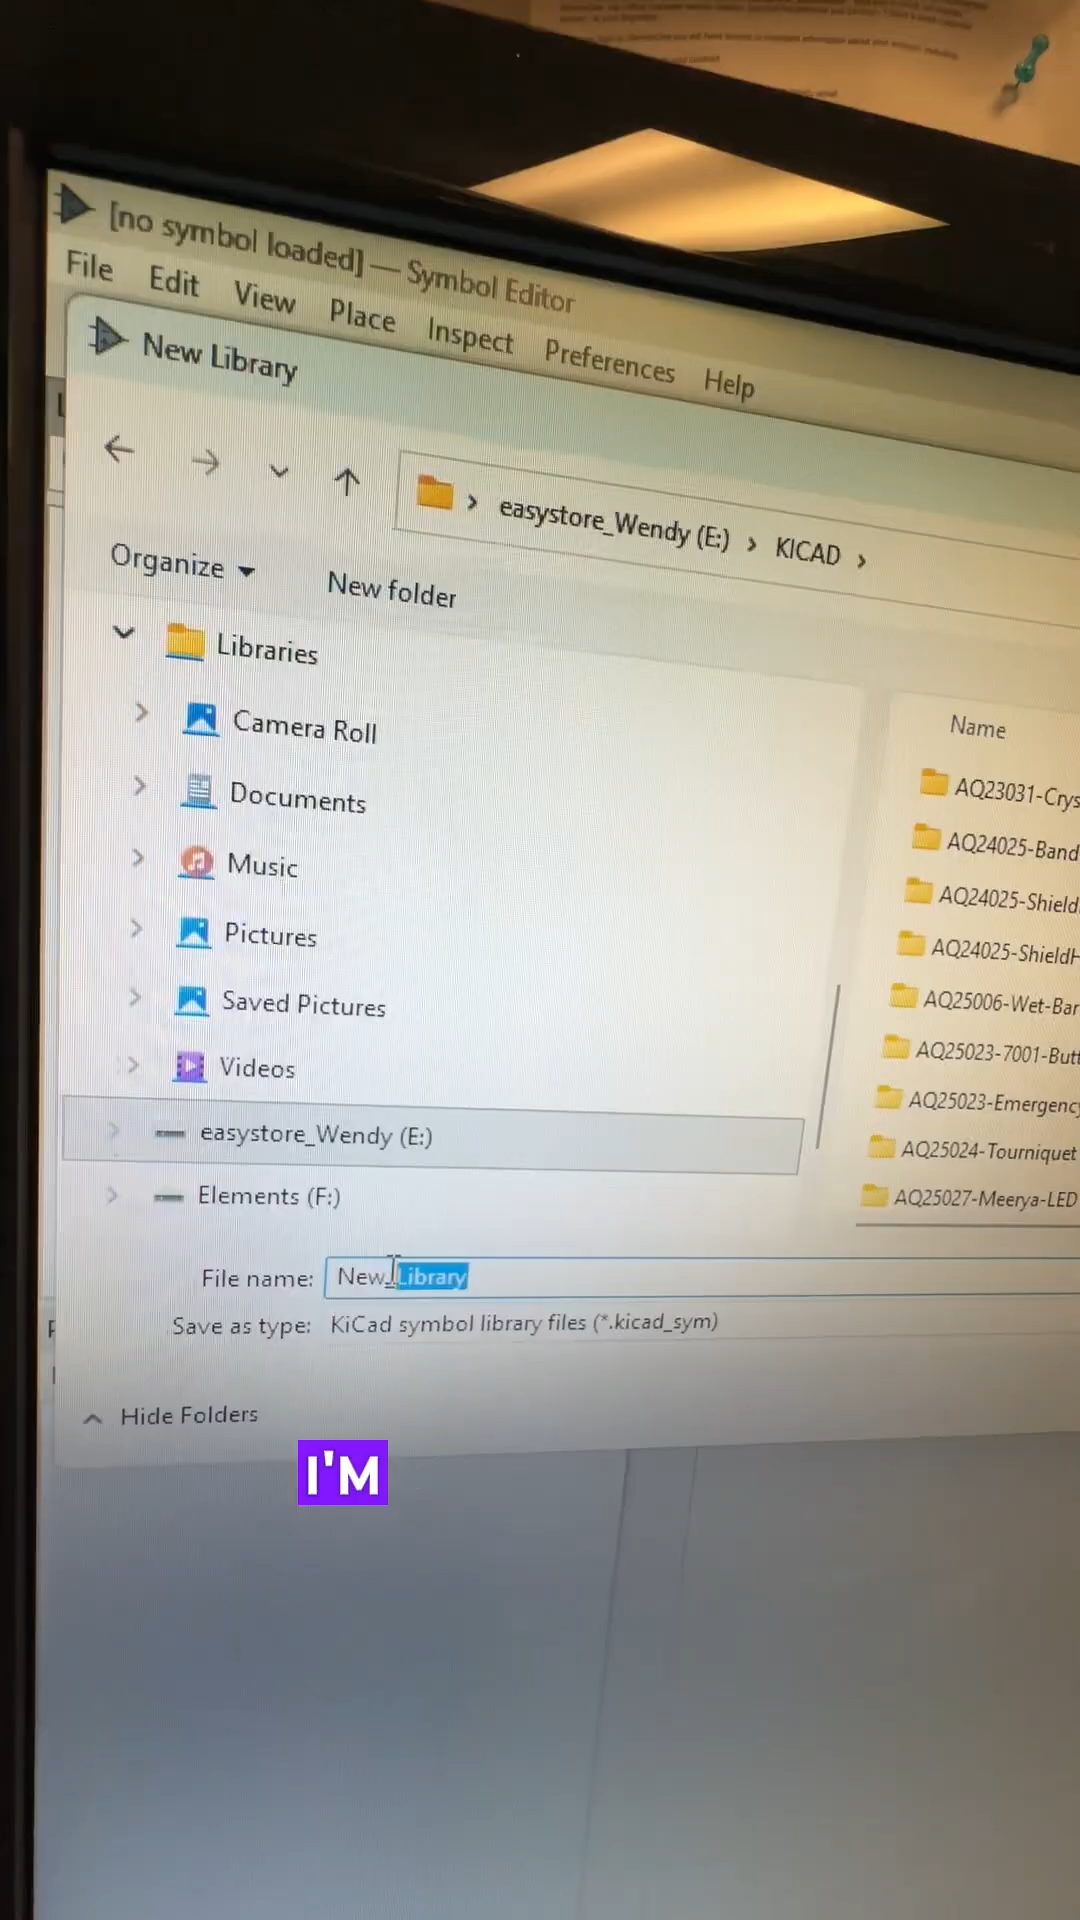 [no symbol loaded] — Symbol Editor
File Edit View Place Inspect Preferences Help
New Library
easystore_Wendy (E:) > KICAD >
Organize New folder
Libraries
Camera Roll
Documents
Music
Pictures
Saved Pictures
Videos
easystore_Wendy (E:)
Elements (F:)
Name
AQ23031-Crys
AQ24025-Band
AQ24025-Shield
AQ24025-ShieldH
AQ25006-Wet-Bar
AQ25023-7001-Butt
AQ25023-Emergency
AQ25024-Tourniquet
AQ25027-Meerya-LED
File name: New_Library
Save as type: KiCad symbol library files (*.kicad_sym)
Hide Folders
I'M